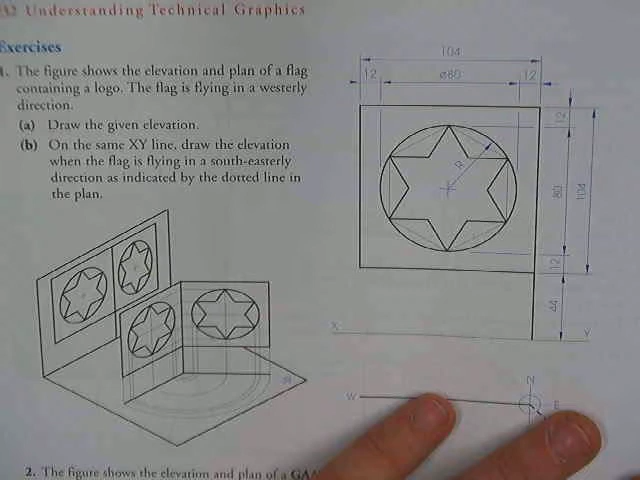 32 Understanding Technical Graphics
Exercises
1. The figure shows the elevation and plan of a flag
containing a logo. The flag is flying in a westerly
direction.
(a) Draw the given elevation.
(b) On the same XY line, draw the elevation
when the flag is flying in a south-easterly
direction as indicated by the dotted line in
the plan.
104
12 ø80 12
12
R
80
104
12
44
X Y
N
W E
2. The figure shows the elevation and plan of a